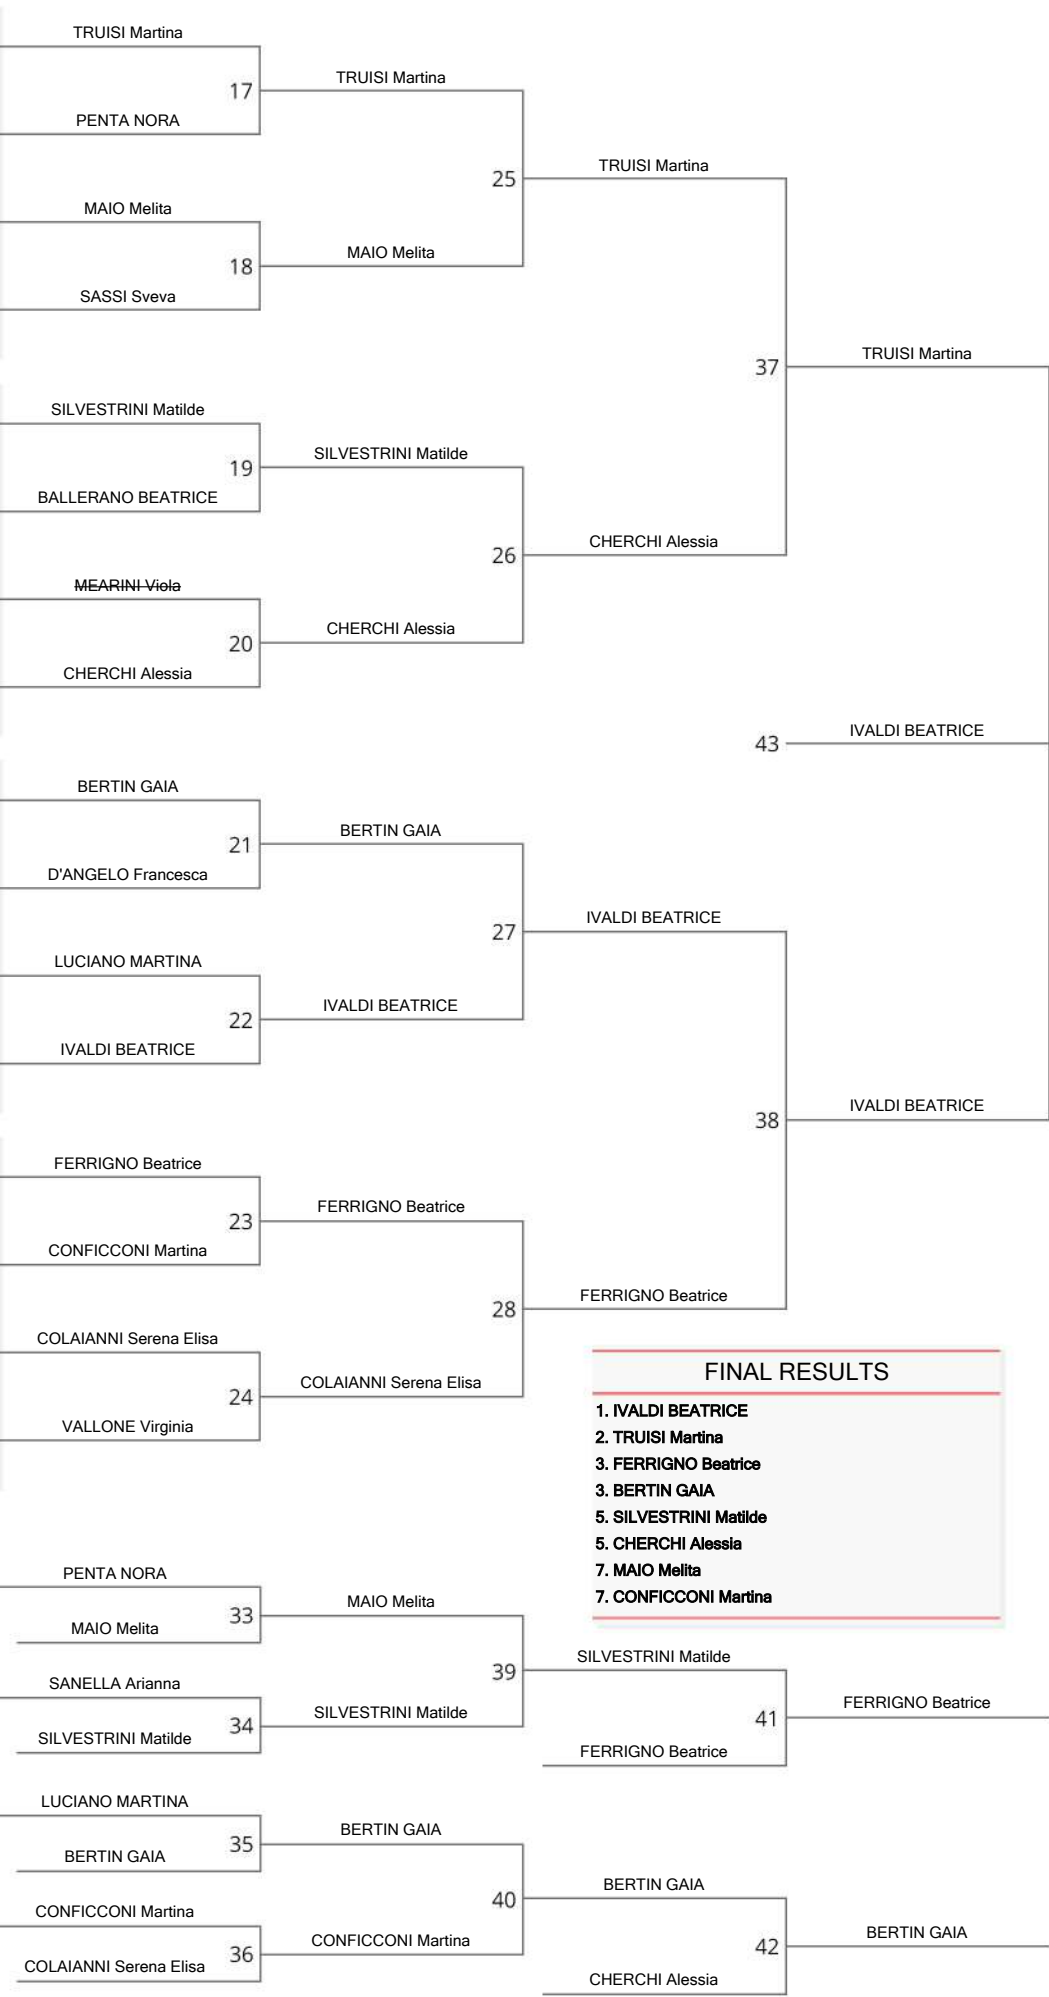 TRUISI Martina
17
TRUISI Martina
PENTA NORA
25
TRUISI Martina
MAIO Melita
18
MAIO Melita
SASSI Sveva
37
TRUISI Martina
SILVESTRINI Matilde
19
SILVESTRINI Matilde
BALLERANO BEATRICE
26
CHERCHI Alessia
MEARINI Viola
20
CHERCHI Alessia
CHERCHI Alessia
43
IVALDI BEATRICE
BERTIN GAIA
21
BERTIN GAIA
D'ANGELO Francesca
27
IVALDI BEATRICE
LUCIANO MARTINA
22
IVALDI BEATRICE
IVALDI BEATRICE
38
IVALDI BEATRICE
FERRIGNO Beatrice
23
FERRIGNO Beatrice
CONFICCONI Martina
28
FERRIGNO Beatrice
COLAIANNI Serena Elisa
24
COLAIANNI Serena Elisa
VALLONE Virginia
FINAL RESULTS
1. IVALDI BEATRICE
2. TRUISI Martina
3. FERRIGNO Beatrice
3. BERTIN GAIA
5. SILVESTRINI Matilde
5. CHERCHI Alessia
7. MAIO Melita
7. CONFICCONI Martina
PENTA NORA
33
MAIO Melita
MAIO Melita
39
SILVESTRINI Matilde
SANELLA Arianna
34
SILVESTRINI Matilde
SILVESTRINI Matilde
41
FERRIGNO Beatrice
FERRIGNO Beatrice
LUCIANO MARTINA
35
BERTIN GAIA
BERTIN GAIA
40
BERTIN GAIA
CONFICCONI Martina
36
CONFICCONI Martina
COLAIANNI Serena Elisa
42
BERTIN GAIA
CHERCHI Alessia